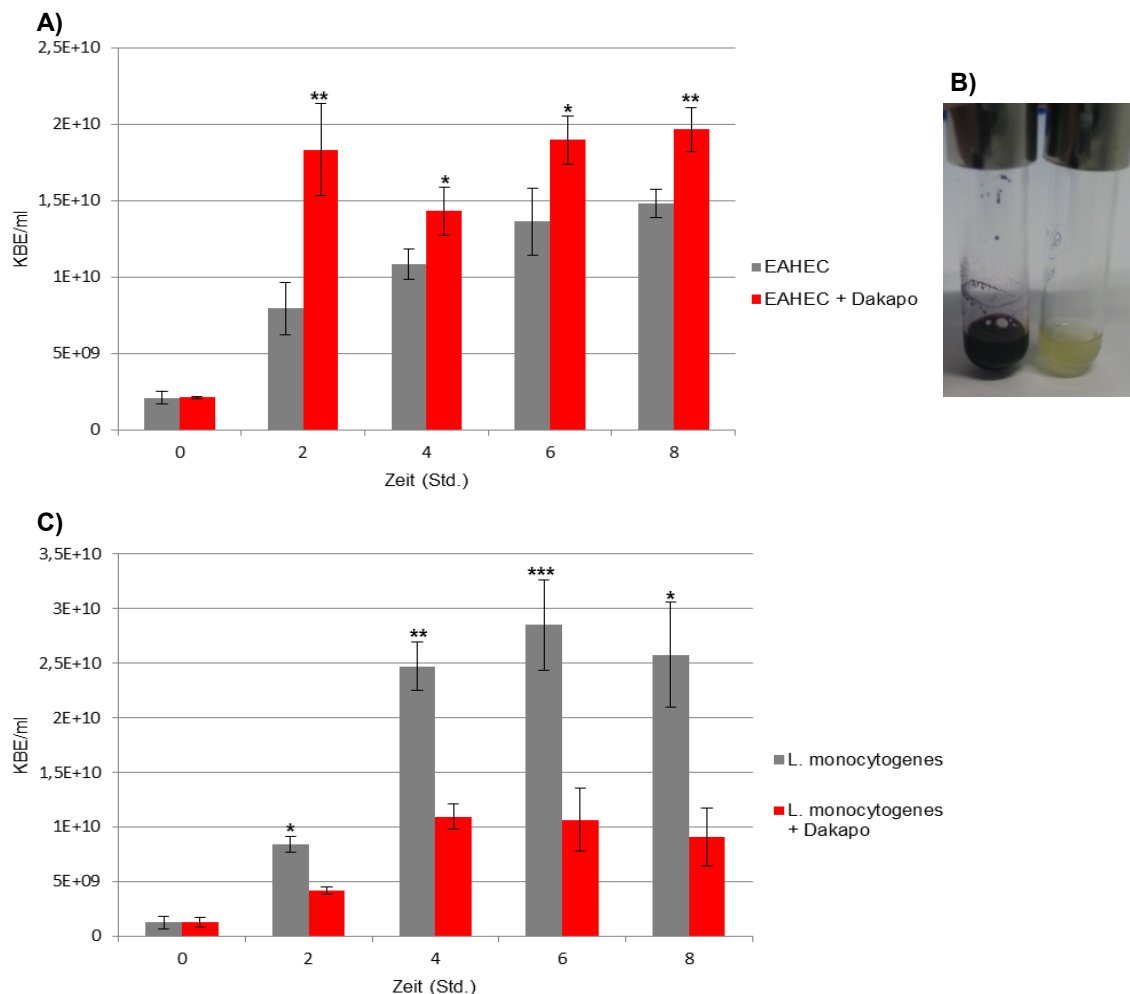 A)
2,5E+10
2E+10
1,5E+10
1E+10
5E+09
0
KBE/ml
**
*
*
**
0 2 4 6 8
Zeit (Std.)
EAHEC
EAHEC + Dakapo
B)
C)
3,5E+10
3E+10
2,5E+10
2E+10
1,5E+10
1E+10
5E+09
0
KBE/ml
*
**
***
*
0 2 4 6 8
Zeit (Std.)
L. monocytogenes
L. monocytogenes
+ Dakapo